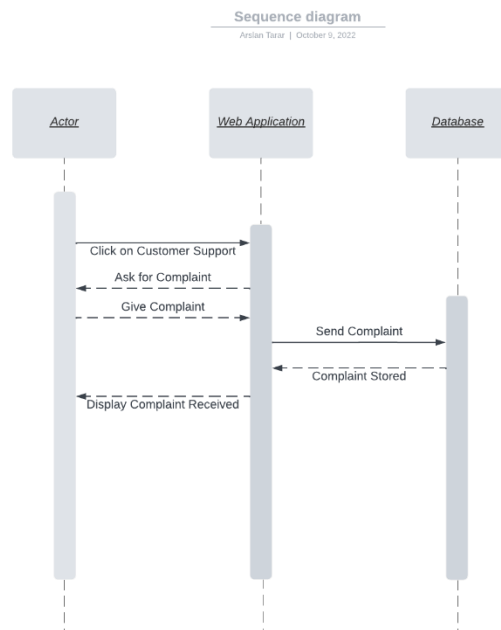 Sequence diagram
Arslan Tarar | October 9, 2022
Actor
Web Application
Database
Click on Customer Support
Ask for Complaint
Give Complaint
Send Complaint
Complaint Stored
Display Complaint Received